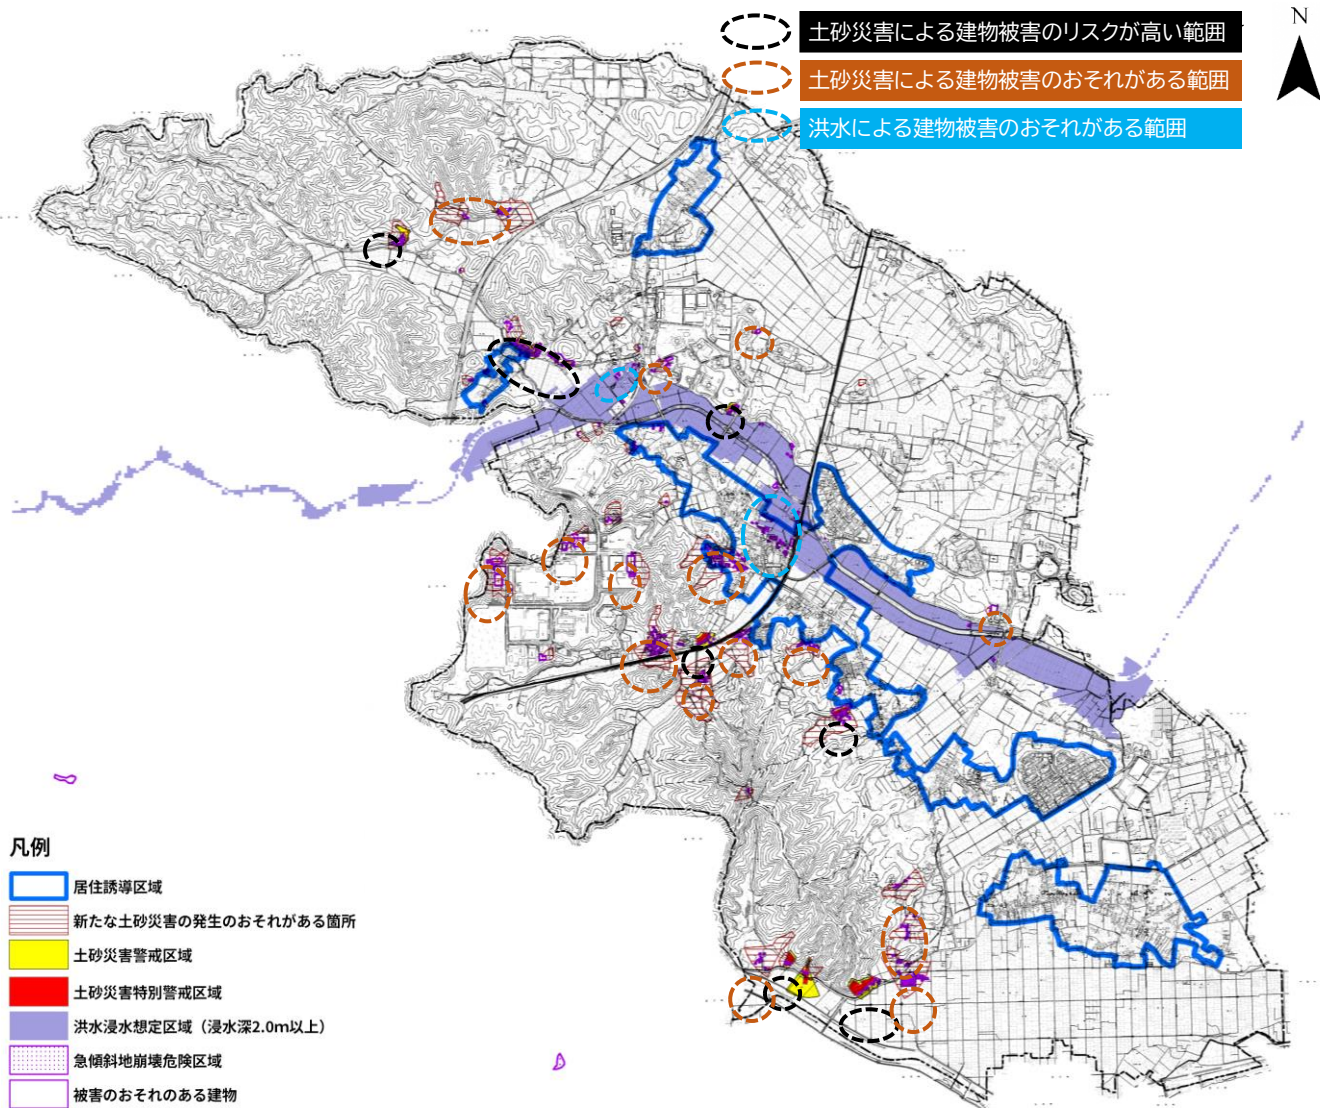 土砂災害による建物被害のリスクが高い範囲
N
土砂災害による建物被害のおそれがある範囲
洪水による建物被害のおそれがある範囲
凡例
居住誘導区域
新たな土砂災害の発生のおそれがある箇所
土砂災害警戒区域
土砂災害特別警戒区域
洪水浸水想定区域（浸水深2.0m以上）
急傾斜地崩壊危険区域
被害のおそれのある建物